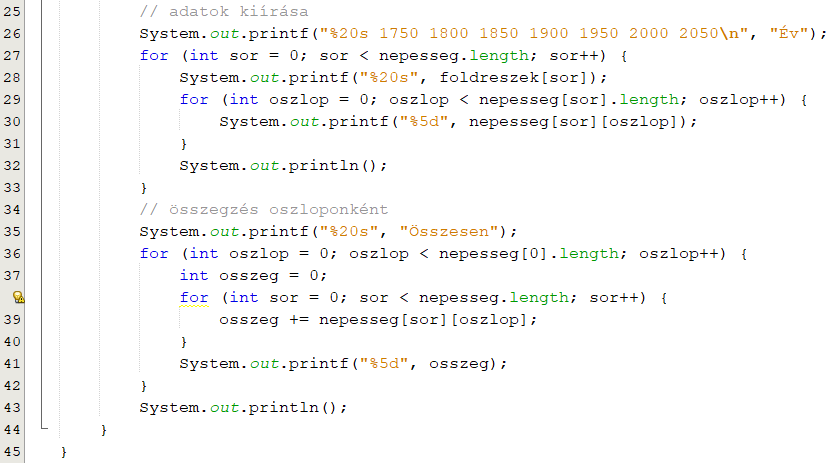 25 // adatok kiírása
26 System.out.printf("%20s 1750 1800 1850 1900 1950 2000 2050\n", "Év");
27 for (int sor = 0; sor < nepesseg.length; sor++) {
28 System.out.printf("%20s", foldreszek[sor]);
29 for (int oszlop = 0; oszlop < nepesseg[sor].length; oszlop++) {
30 System.out.printf("%5d", nepesseg[sor][oszlop]);
31 }
32 System.out.println();
33 }
34 // összegzés oszloponként
35 System.out.printf("%20s", "Összesen");
36 for (int oszlop = 0; oszlop < nepesseg[0].length; oszlop++) {
37 int osszeg = 0;
for (int sor = 0; sor < nepesseg.length; sor++) {
39 osszeg += nepesseg[sor][oszlop];
40 }
41 System.out.printf("%5d", osszeg);
42 }
43 System.out.println();
44 }
45 }